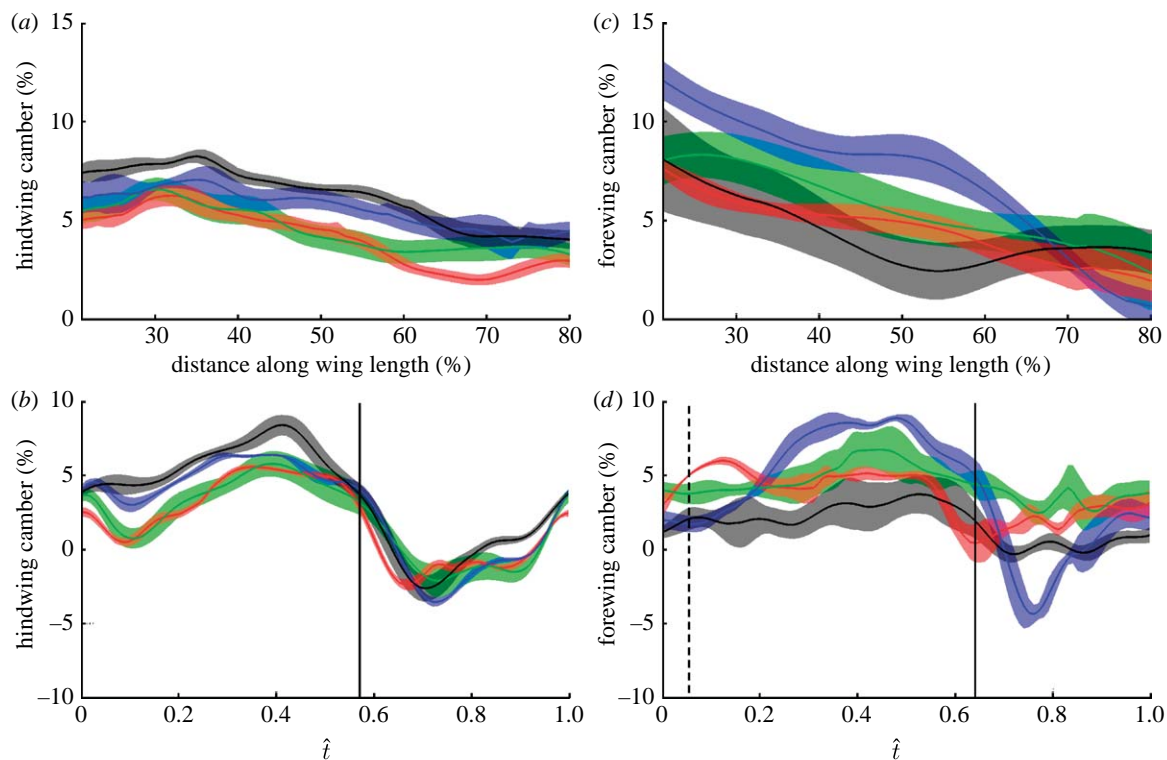 (a)
15
10
5
0
hindwing camber (%)
30 40 50 60 70 80
distance along wing length (%)
(c)
15
10
5
0
forewing camber (%)
30 40 50 60 70 80
distance along wing length (%)
(b)
10
5
0
–5
–10
hindwing camber (%)
0 0.2 0.4 0.6 0.8 1.0
t̂
(d)
10
5
0
–5
–10
forewing camber (%)
0 0.2 0.4 0.6 0.8 1.0
t̂